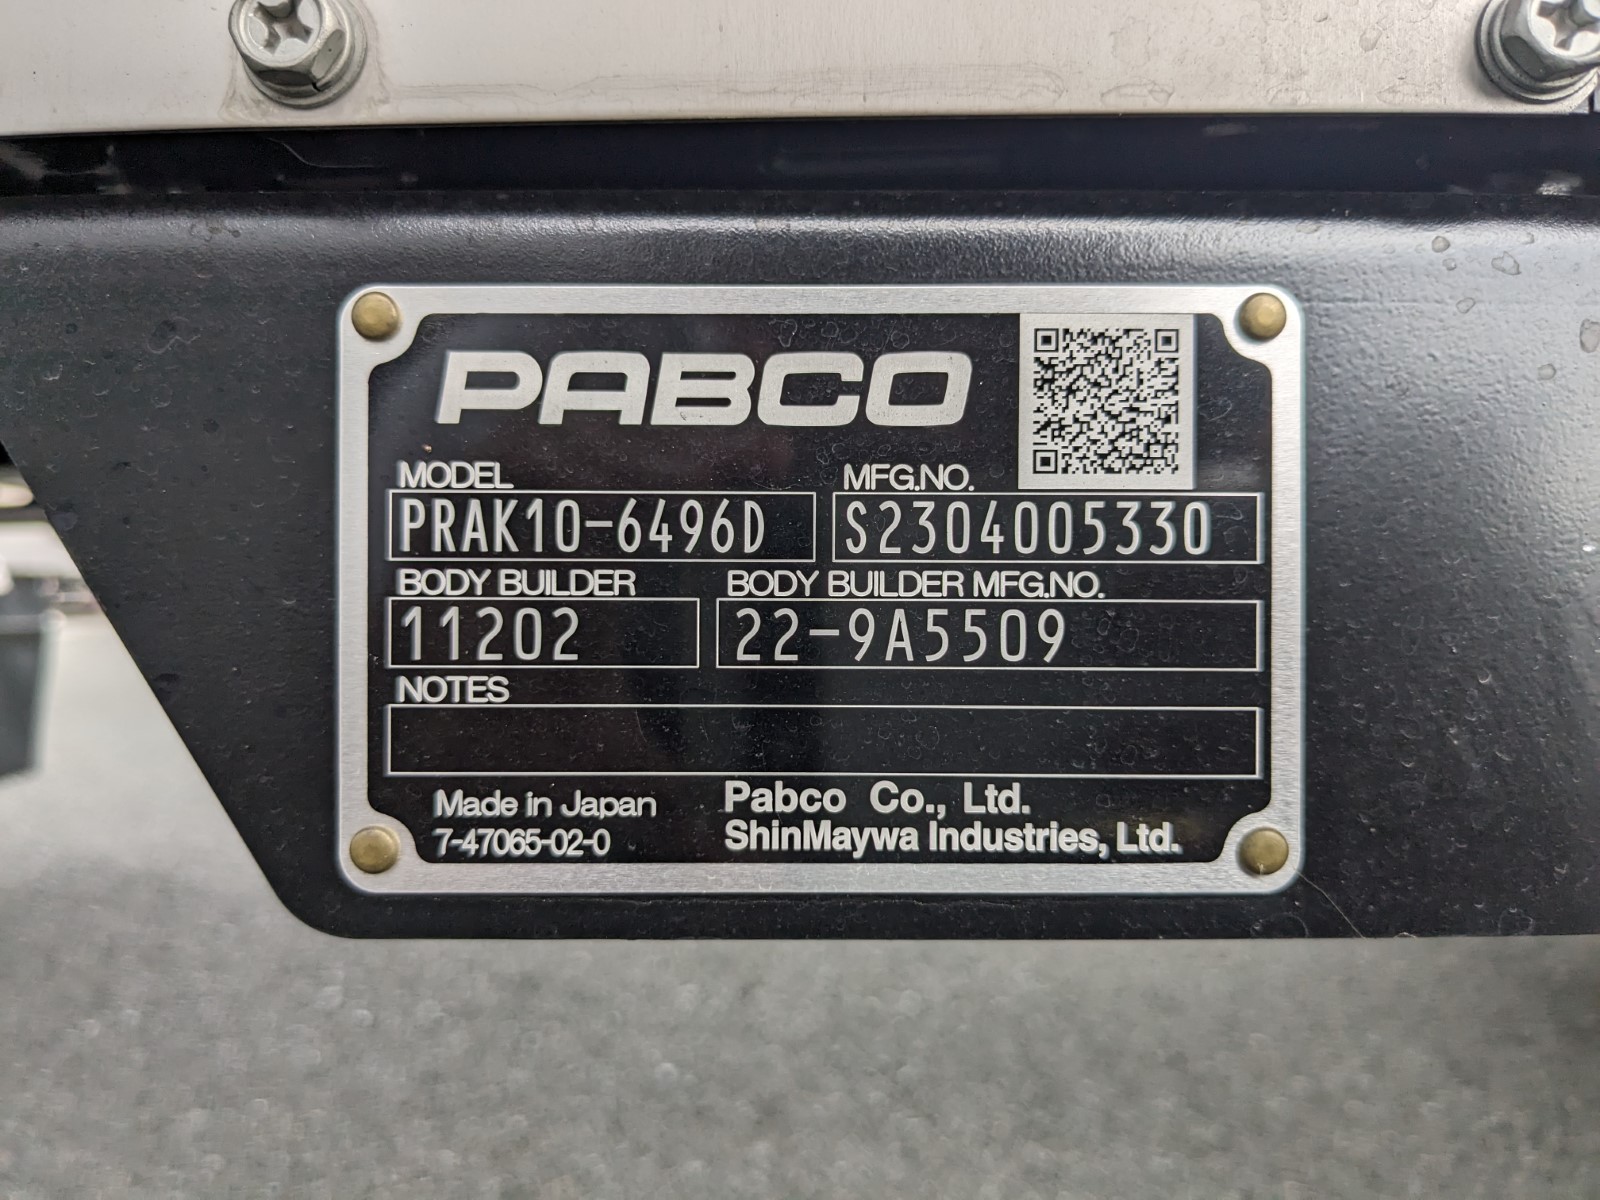 PABCO
MODEL
MFG.NO.
PRAK10-6496D
S2304005330
BODY BUILDER
BODY BUILDER MFG.NO.
11202
22-9A5509
NOTES
Made in Japan
Pabco Co., Ltd.
7-47065-02-0
ShinMaywa Industries, Ltd.